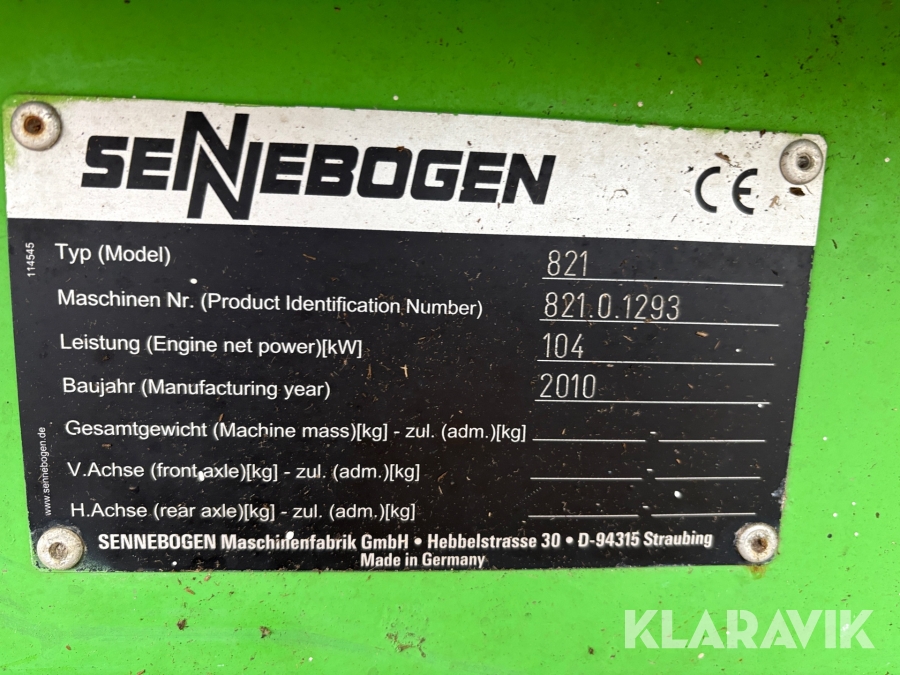 SENNEBOGEN
CE
114545
Typ (Model) 821
Maschinen Nr. (Product Identification Number) 821.0.1293
Leistung (Engine net power)[kW] 104
Baujahr (Manufacturing year) 2010
Gesamtgewicht (Machine mass)[kg] - zul. (adm.)[kg] -
V.Achse (front axle)[kg] - zul. (adm.)[kg] -
H.Achse (rear axle)[kg] - zul. (adm.)[kg] -
www.sennebogen.de
SENNEBOGEN Maschinenfabrik GmbH • Hebbelstrasse 30 • D-94315 Straubing
Made in Germany
KLARAVIK